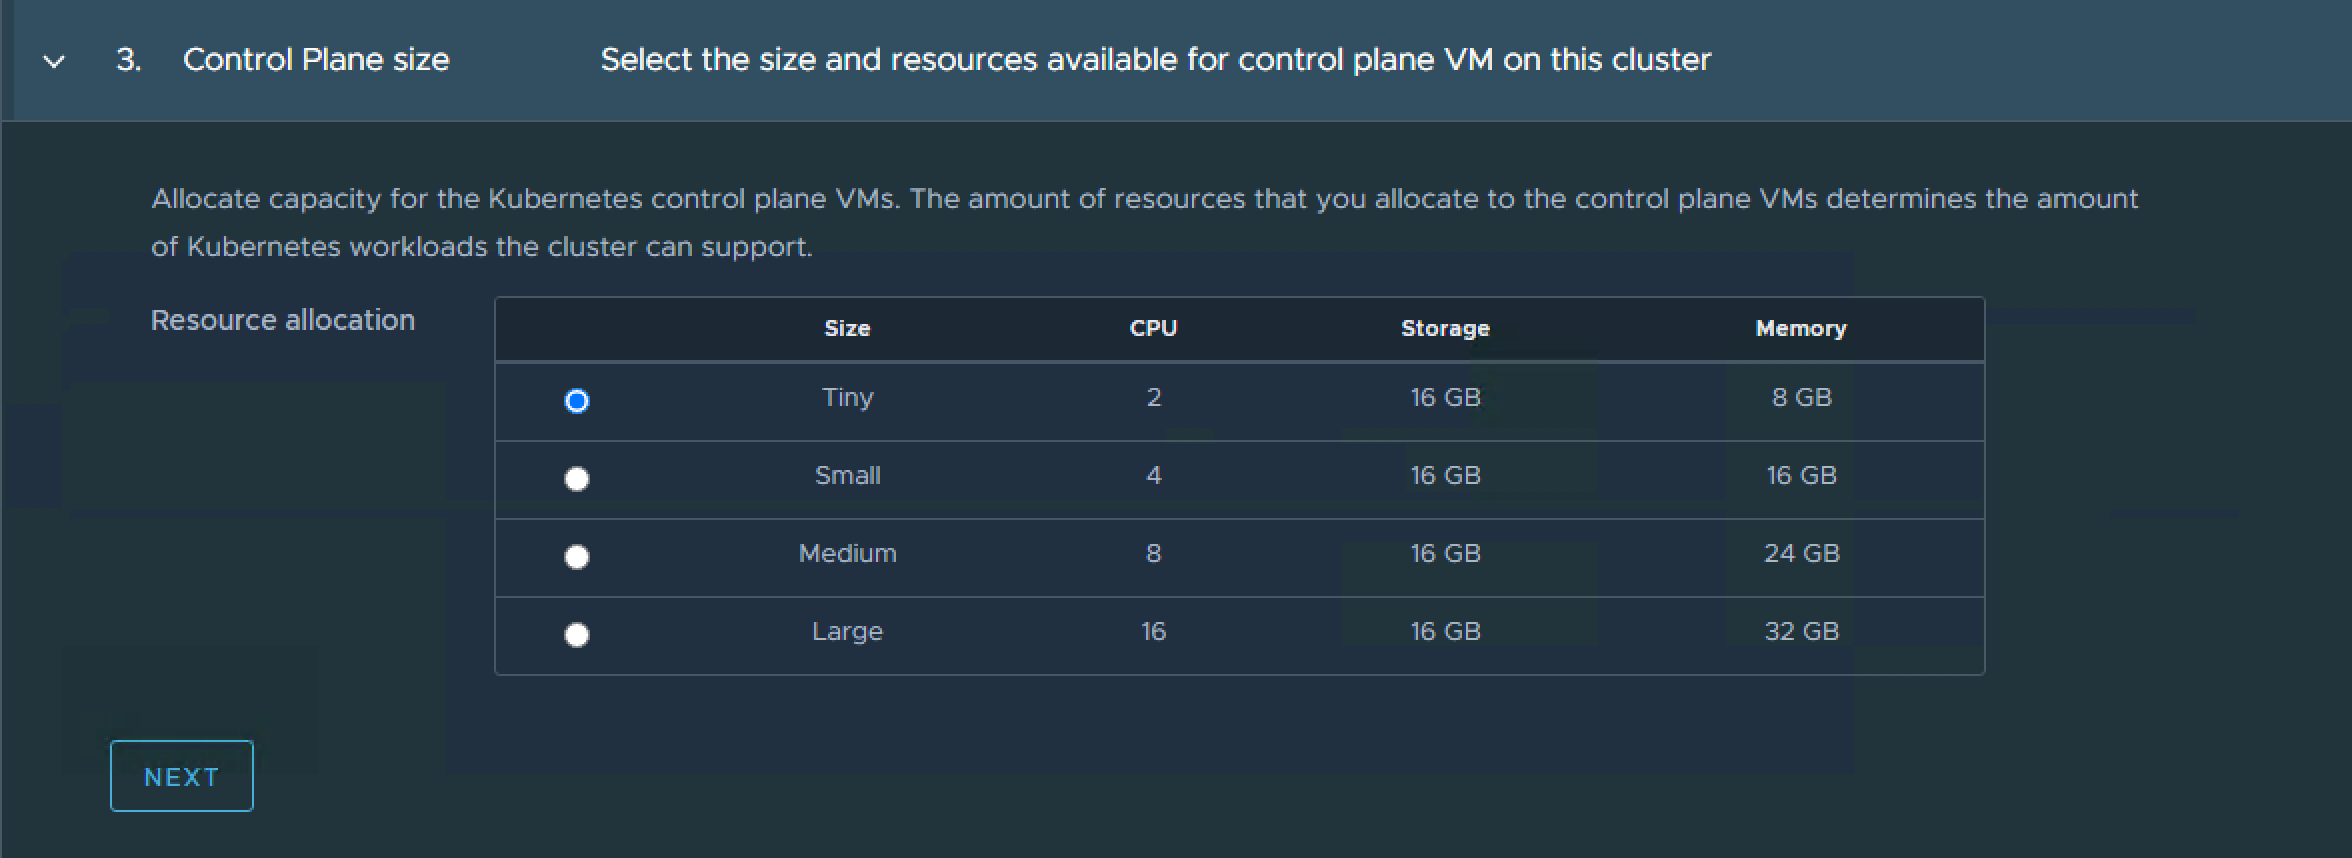 3. Control Plane size Select the size and resources available for control plane VM on this cluster
Allocate capacity for the Kubernetes control plane VMs. The amount of resources that you allocate to the control plane VMs determines the amount
of Kubernetes workloads the cluster can support.
Resource allocation
Size CPU Storage Memory
Tiny 2 16 GB 8 GB
Small 4 16 GB 16 GB
Medium 8 16 GB 24 GB
Large 16 16 GB 32 GB
NEXT